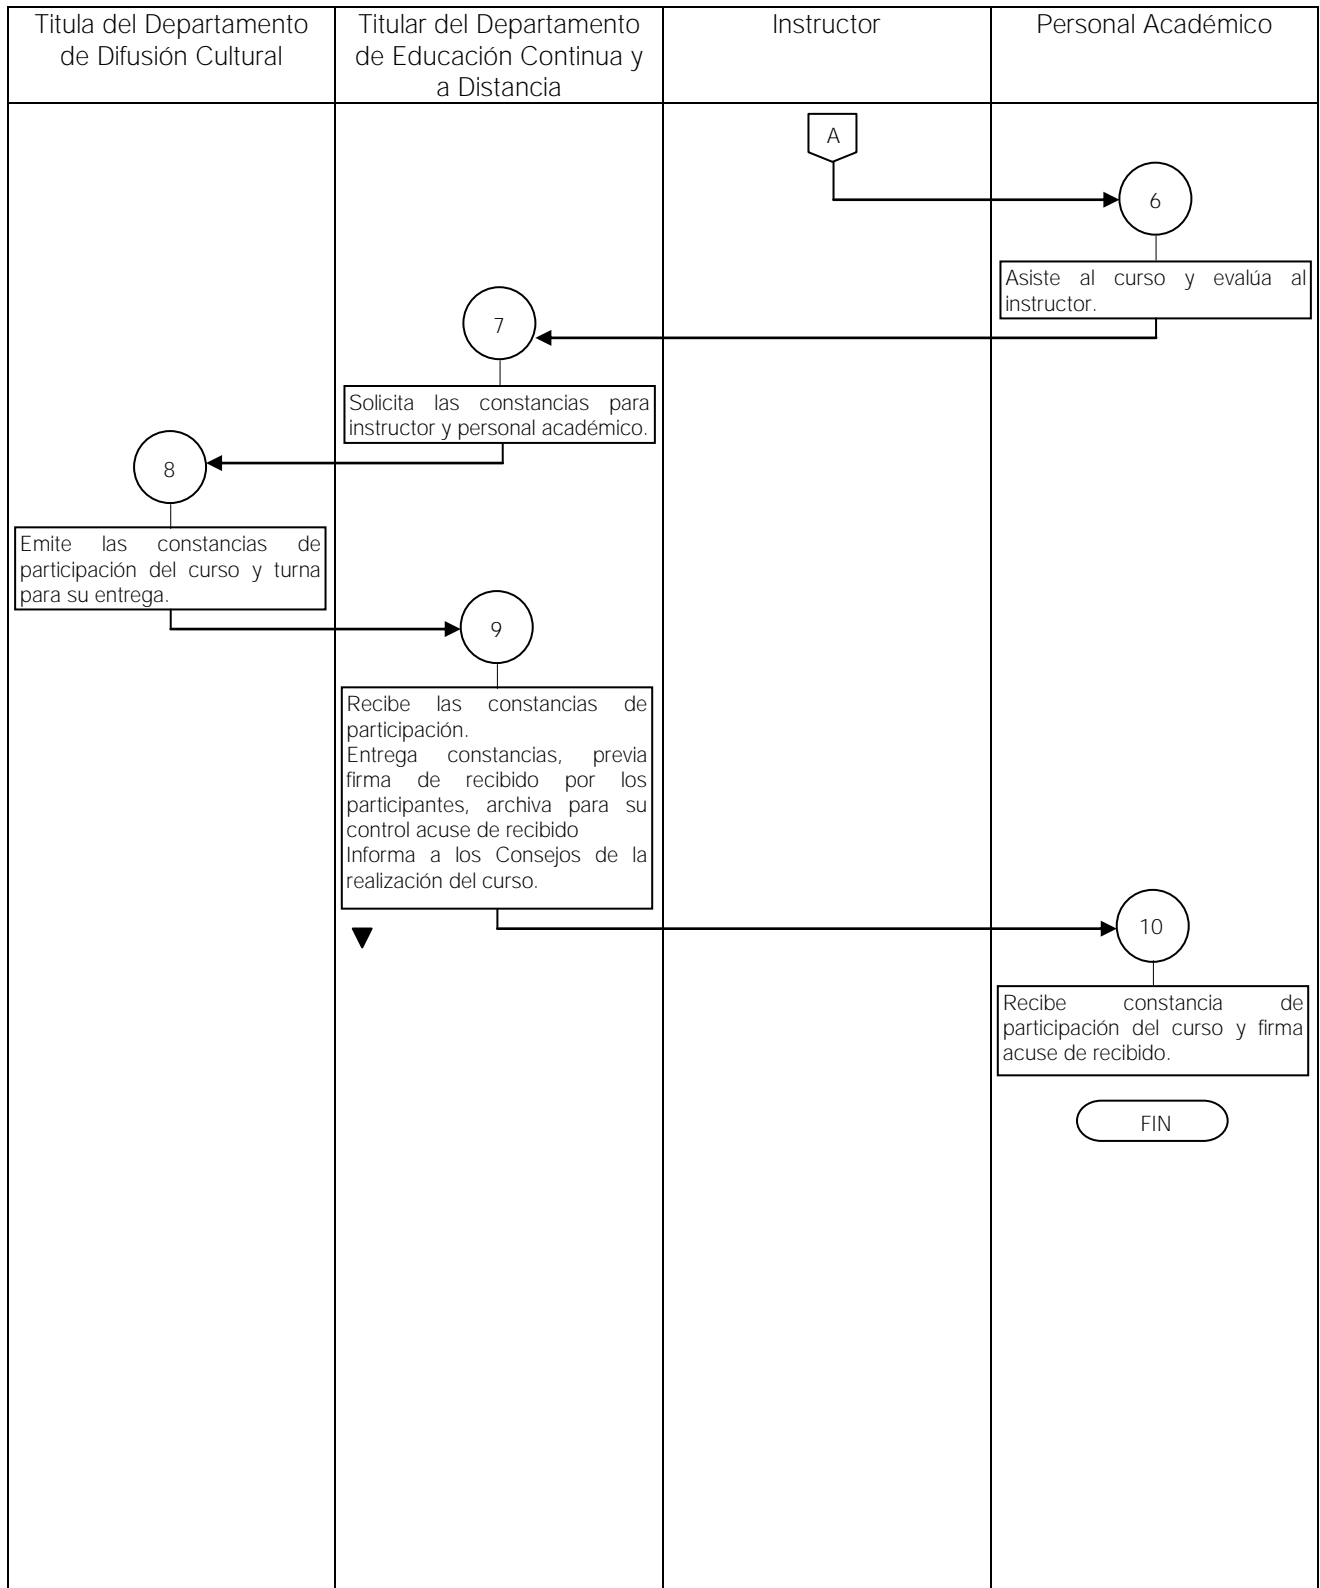 Titula del Departamento
de Difusión Cultural
Titular del Departamento
de Educación Continua y
a Distancia
Instructor
Personal Académico
A
6
Asiste al curso y evalúa al
instructor.
7
Solicita las constancias para
instructor y personal académico.
8
Emite las constancias de
participación del curso y turna
para su entrega.
9
Recibe las constancias de
participación.
Entrega constancias, previa
firma de recibido por los
participantes, archiva para su
control acuse de recibido
Informa a los Consejos de la
realización del curso.
10
Recibe constancia de
participación del curso y firma
acuse de recibido.
FIN